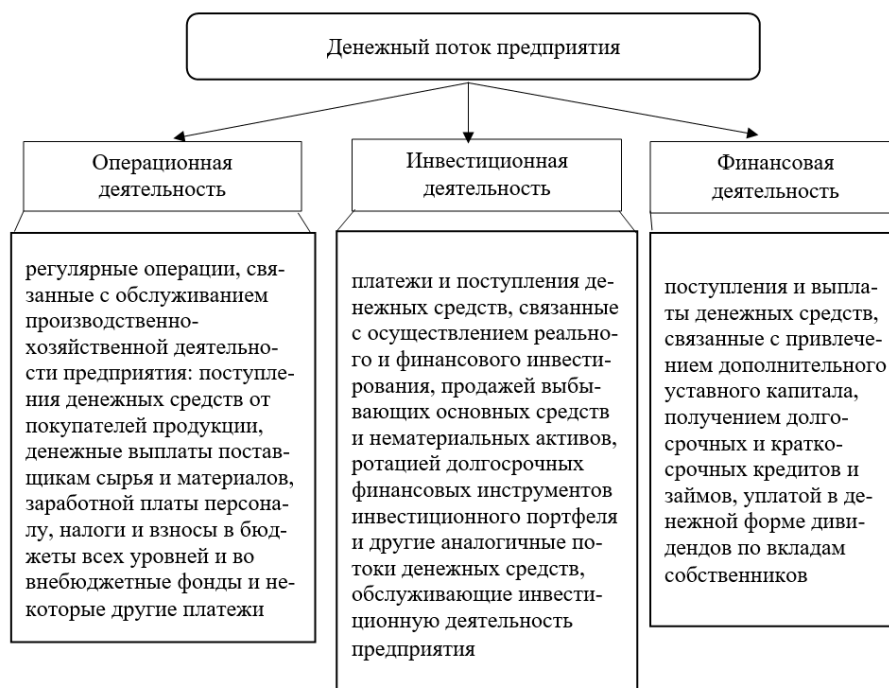 Денежный поток предприятия
Операционная
деятельность
Инвестиционная
деятельность
Финансовая
деятельность
регулярные операции, свя-
занные с обслуживанием
производственно-
хозяйственной деятельно-
сти предприятия: поступле-
ния денежных средств от
покупателей продукции,
денежные выплаты постав-
щикам сырья и материалов,
заработной платы персона-
лу, налоги и взносы в бюд-
жеты всех уровней и во
внебюджетные фонды и не-
которые другие платежи
платежи и поступления де-
нежных средств, связанные
с осуществлением реально-
го и финансового инвести-
рования, продажей выбы-
вающих основных средств
и нематериальных активов,
ротацией долгосрочных
финансовых инструментов
инвестиционного портфеля
и другие аналогичные по-
токи денежных средств,
обслуживающие инвести-
ционную деятельность
предприятия
поступления и выпла-
ты денежных средств,
связанные с привлече-
нием дополнительного
уставного капитала,
получением долго-
срочных и кратко-
срочных кредитов и
займов, уплатой в де-
нежной форме диви-
дендов по вкладам
собственников